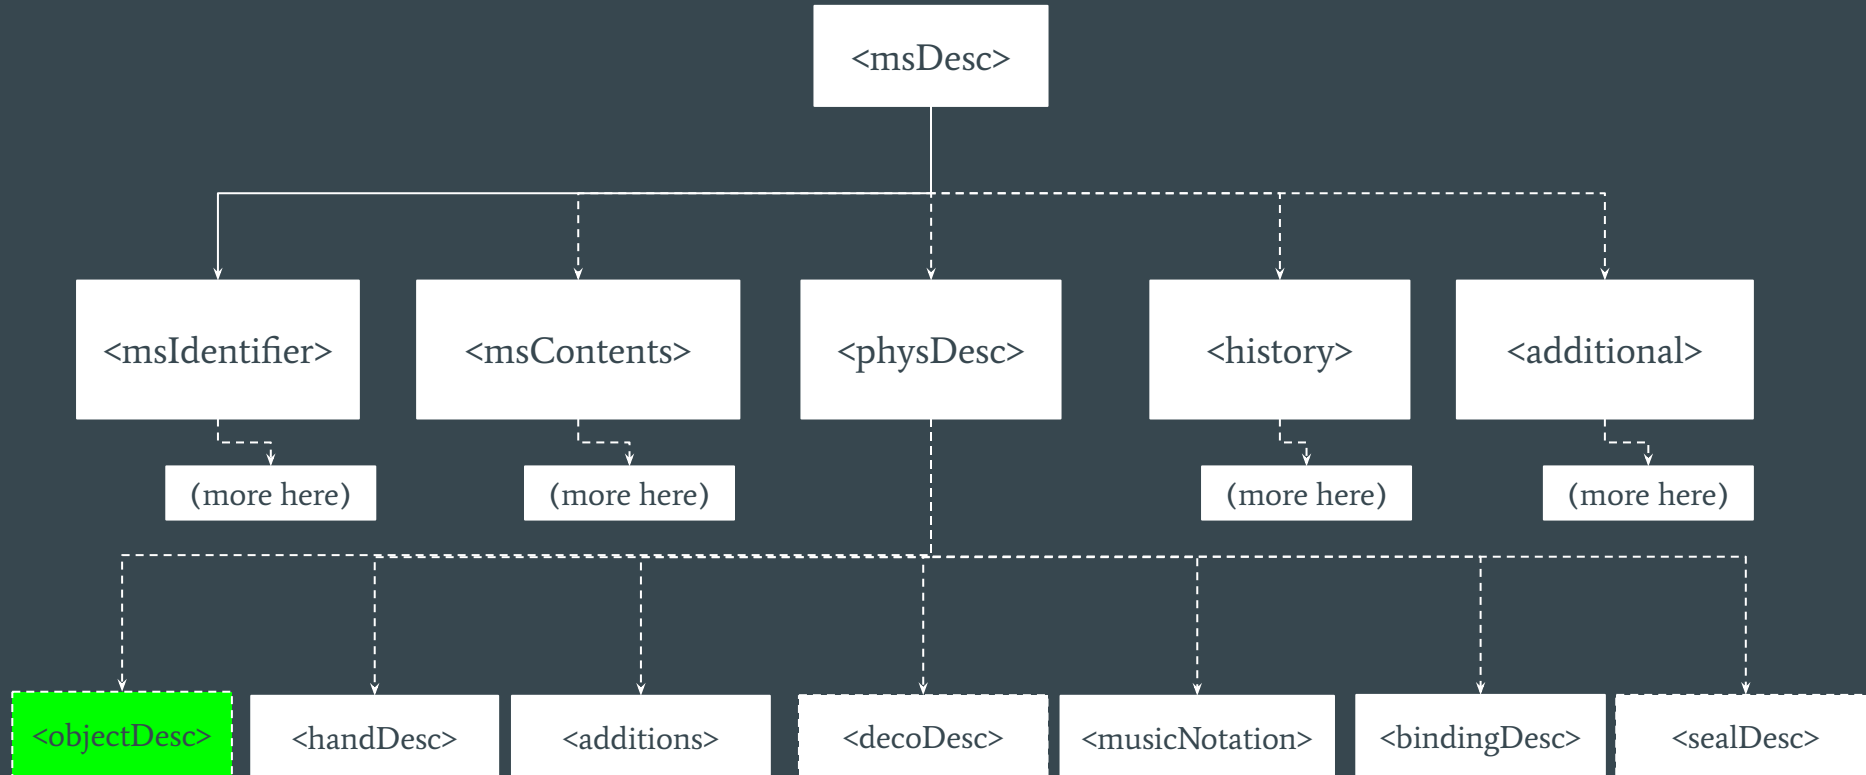 <msDesc>
<msIdentifier>
<msContents>
<physDesc>
<history>
<additional>
(more here)
(more here)
(more here)
(more here)
<objectDesc>
<handDesc>
<additions>
<decoDesc>
<musicNotation>
<bindingDesc>
<sealDesc>